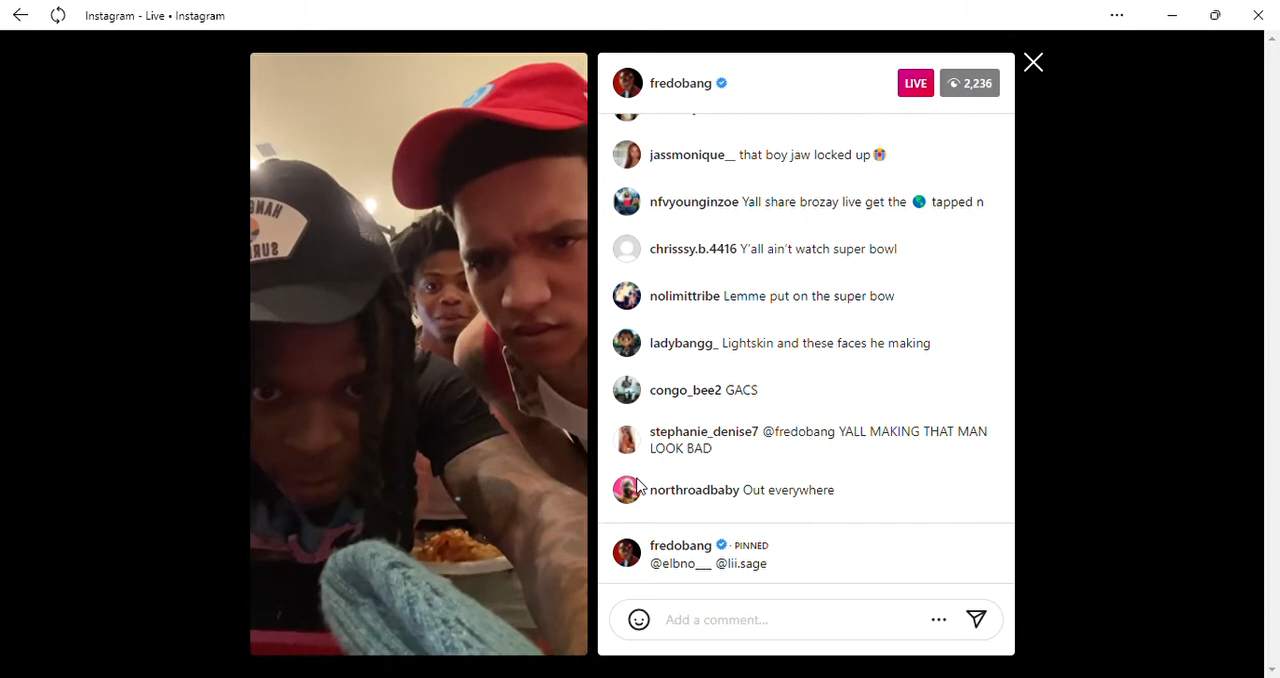 Instagram - Live • Instagram
fredobang
LIVE
2,236
jassmonique__ that boy jaw locked up😭
nfvyounginzoe Yall share brozay live get the 🌎 tapped n
chrisssy.b.4416 Y'all ain't watch super bowl
nolimittribe Lemme put on the super bow
ladybangg_ Lightskin and these faces he making
congo_bee2 GACS
stephanie_denise7 @fredobang YALL MAKING THAT MAN
LOOK BAD
northroadbaby Out everywhere
fredobang · PINNED
@elbno___ @lii.sage
Add a comment...